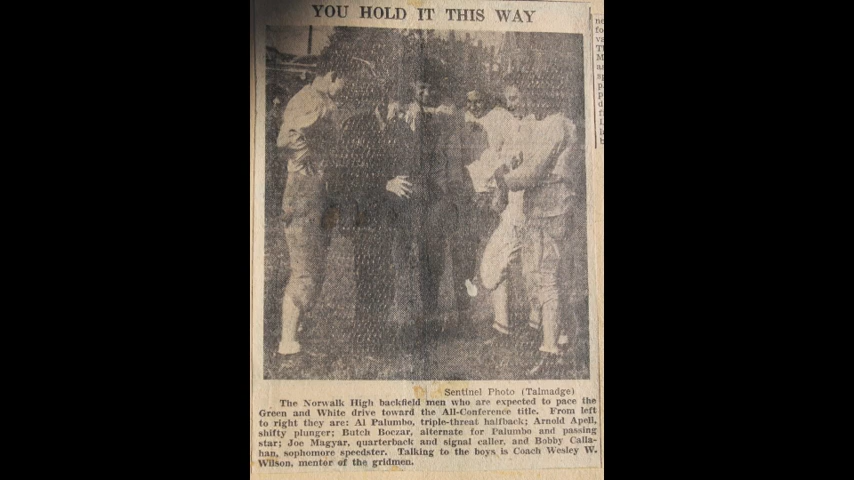 YOU HOLD IT THIS WAY
Sentinel Photo (Talmadge)
The Norwalk High backfield men who are expected to pace the
Green and White drive toward the All-Conference title. From left
to right they are: Al Palumbo, triple-threat halfback; Arnold Apell,
shifty plunger; Butch Boczar, alternate for Palumbo and passing
star; Joe Magyar, quarterback and signal caller, and Bobby Calla-
han, sophomore speedster. Talking to the boys is Coach Wesley W.
Wilson, mentor of the gridmen.